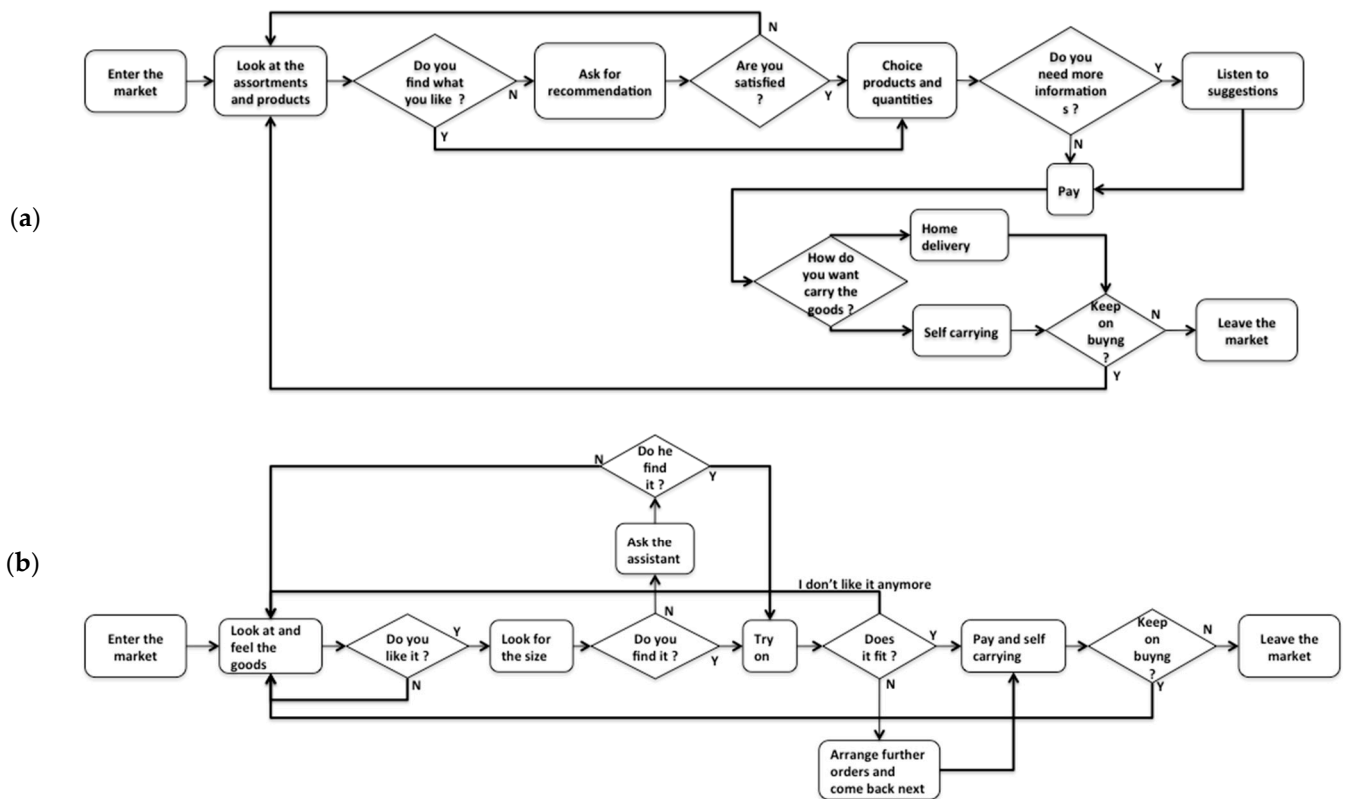 (a)
Enter the
market
Look at the
assortments
and products
Do you
find what
you like ?
N
Y
Ask for
recommendation
N
Are you
satisfied
?
Y
Choice
products and
quantities
Do you
need more
information
s ?
Y
N
Listen to
suggestions
Pay
How do
you want
carry the
goods ?
Home
delivery
Self carrying
Keep
on
buyng
?
N
Y
Leave the
market
(b)
N
Do he
find
it ?
Y
Ask the
assistant
I don't like it anymore
Enter the
market
Look at and
feel the
goods
Do you
like it ?
Y
N
Look for
the size
N
Do you
find it ?
Y
Try
on
Does
it fit ?
Y
N
Pay and self
carrying
Keep
on
buyng
?
N
Y
Leave the
market
Arrange further
orders and
come back next